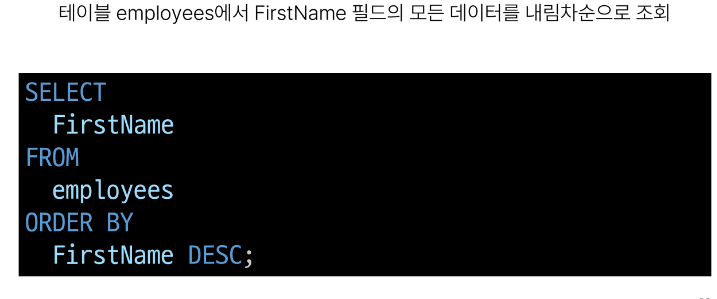 테이블 employees에서 FirstName 필드의 모든 데이터를 내림차순으로 조회
SELECT
FirstName
FROM
employees
ORDER BY
FirstName DESC;